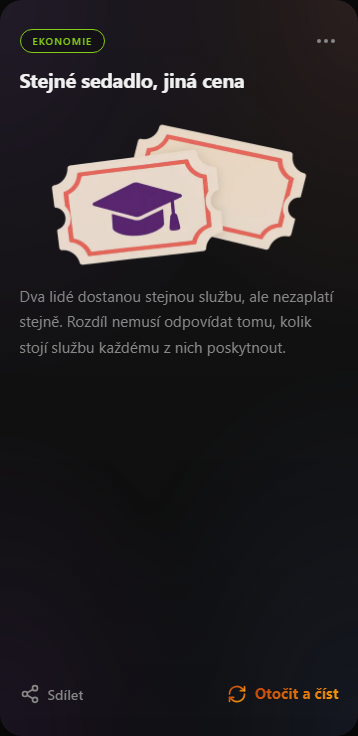 EKONOMIE
Stejné sedadlo, jiná cena
Dva lidé dostanou stejnou službu, ale nezaplatí
stejně. Rozdíl nemusí odpovídat tomu, kolik
stojí službu každému z nich poskytnout.
Sdílet
Otočit a číst